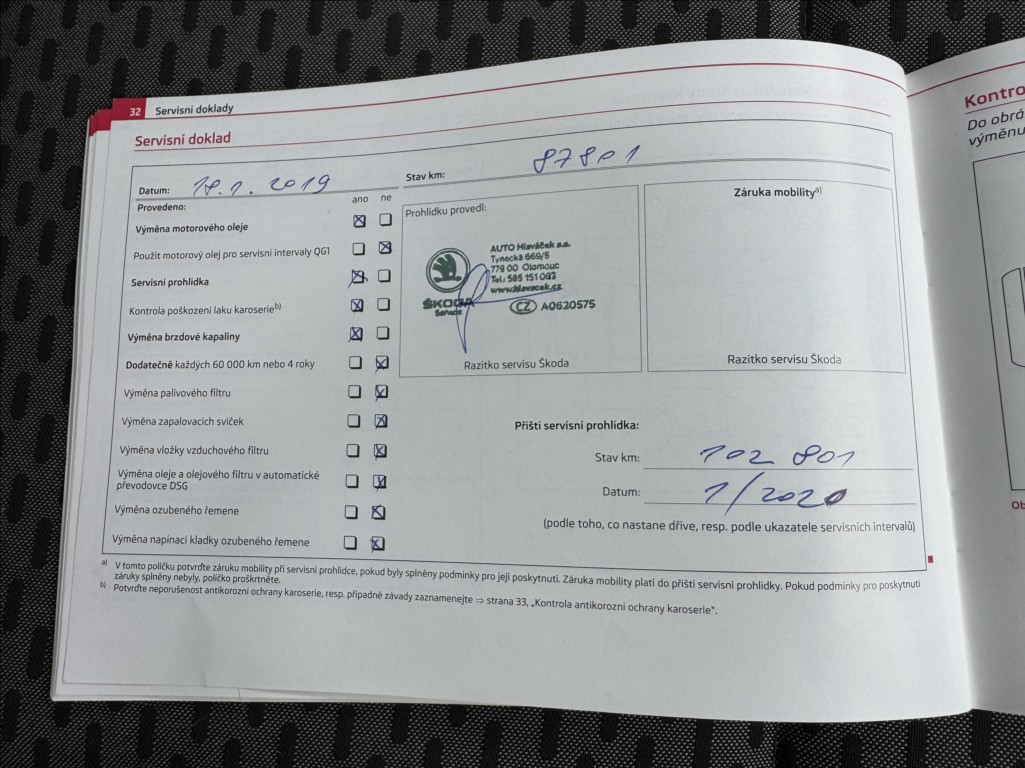 32 Servisní doklady
Servisní doklad
Datum: 18.1.2019
Stav km: 87801
Provedeno:
ano ne
Výměna motorového oleje
Použit motorový olej pro servisní intervaly QG1
Servisní prohlídka
Kontrola poškození laku karoserie b)
Výměna brzdové kapaliny
Dodatečně každých 60 000 km nebo 4 roky
Výměna palivového filtru
Výměna zapalovacích svíček
Výměna vložky vzduchového filtru
Výměna oleje a olejového filtru v automatické
převodovce DSG
Výměna ozubeného řemene
Výměna napínací kladky ozubeného řemene
Prohlídku provedl:
AUTO Hlaváček a.s.
Tynecká 669/5
779 00 Olomouc
Tel.: 585 151 003
www.hlavacek.cz
ŠKODA
Service
CZ A0620575
Razítko servisu Škoda
Záruka mobility a)
Razítko servisu Škoda
Příští servisní prohlídka:
Stav km: 102 801
Datum: 1/2020
(podle toho, co nastane dříve, resp. podle ukazatele servisních intervalů)
a) V tomto políčku potvrďte záruku mobility při servisní prohlídce, pokud byly splněny podmínky pro její poskytnutí. Záruka mobility platí do příští servisní prohlídky. Pokud podmínky pro poskytnutí
záruky splněny nebyly, políčko proškrtněte.
b) Potvrďte neporušenost antikorozní ochrany karoserie, resp. případné závady zaznamenejte ⇒ strana 33, „Kontrola antikorozní ochrany karoserie“.
Kontro
Do obrá
výměnu
Ob